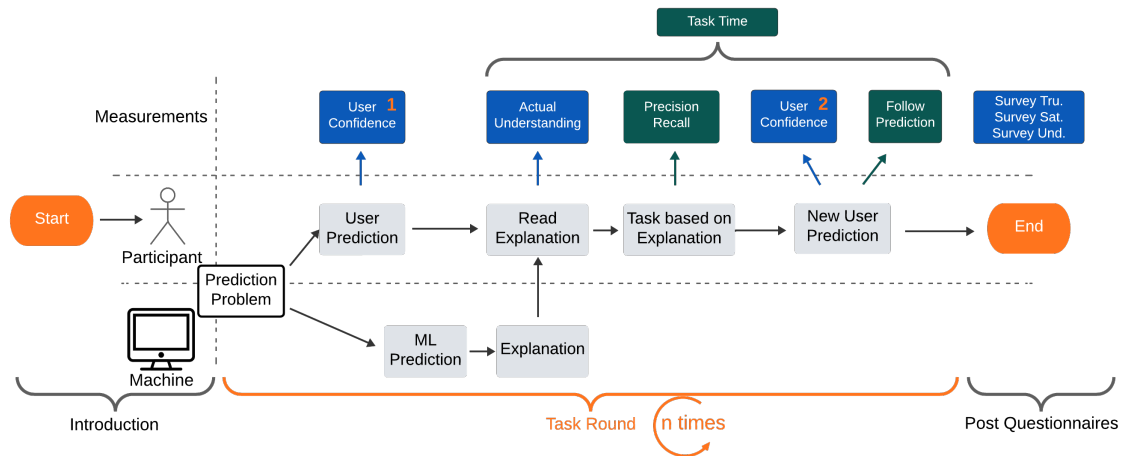 Task Time
Measurements
User 1
Confidence
Actual
Understanding
Precision
Recall
User 2
Confidence
Follow
Prediction
Survey Tru.
Survey Sat.
Survey Und.
Start
Participant
User
Prediction
Read
Explanation
Task based on
Explanation
New User
Prediction
End
Prediction
Problem
Machine
ML
Prediction
Explanation
Introduction
Task Round
n times
Post Questionnaires